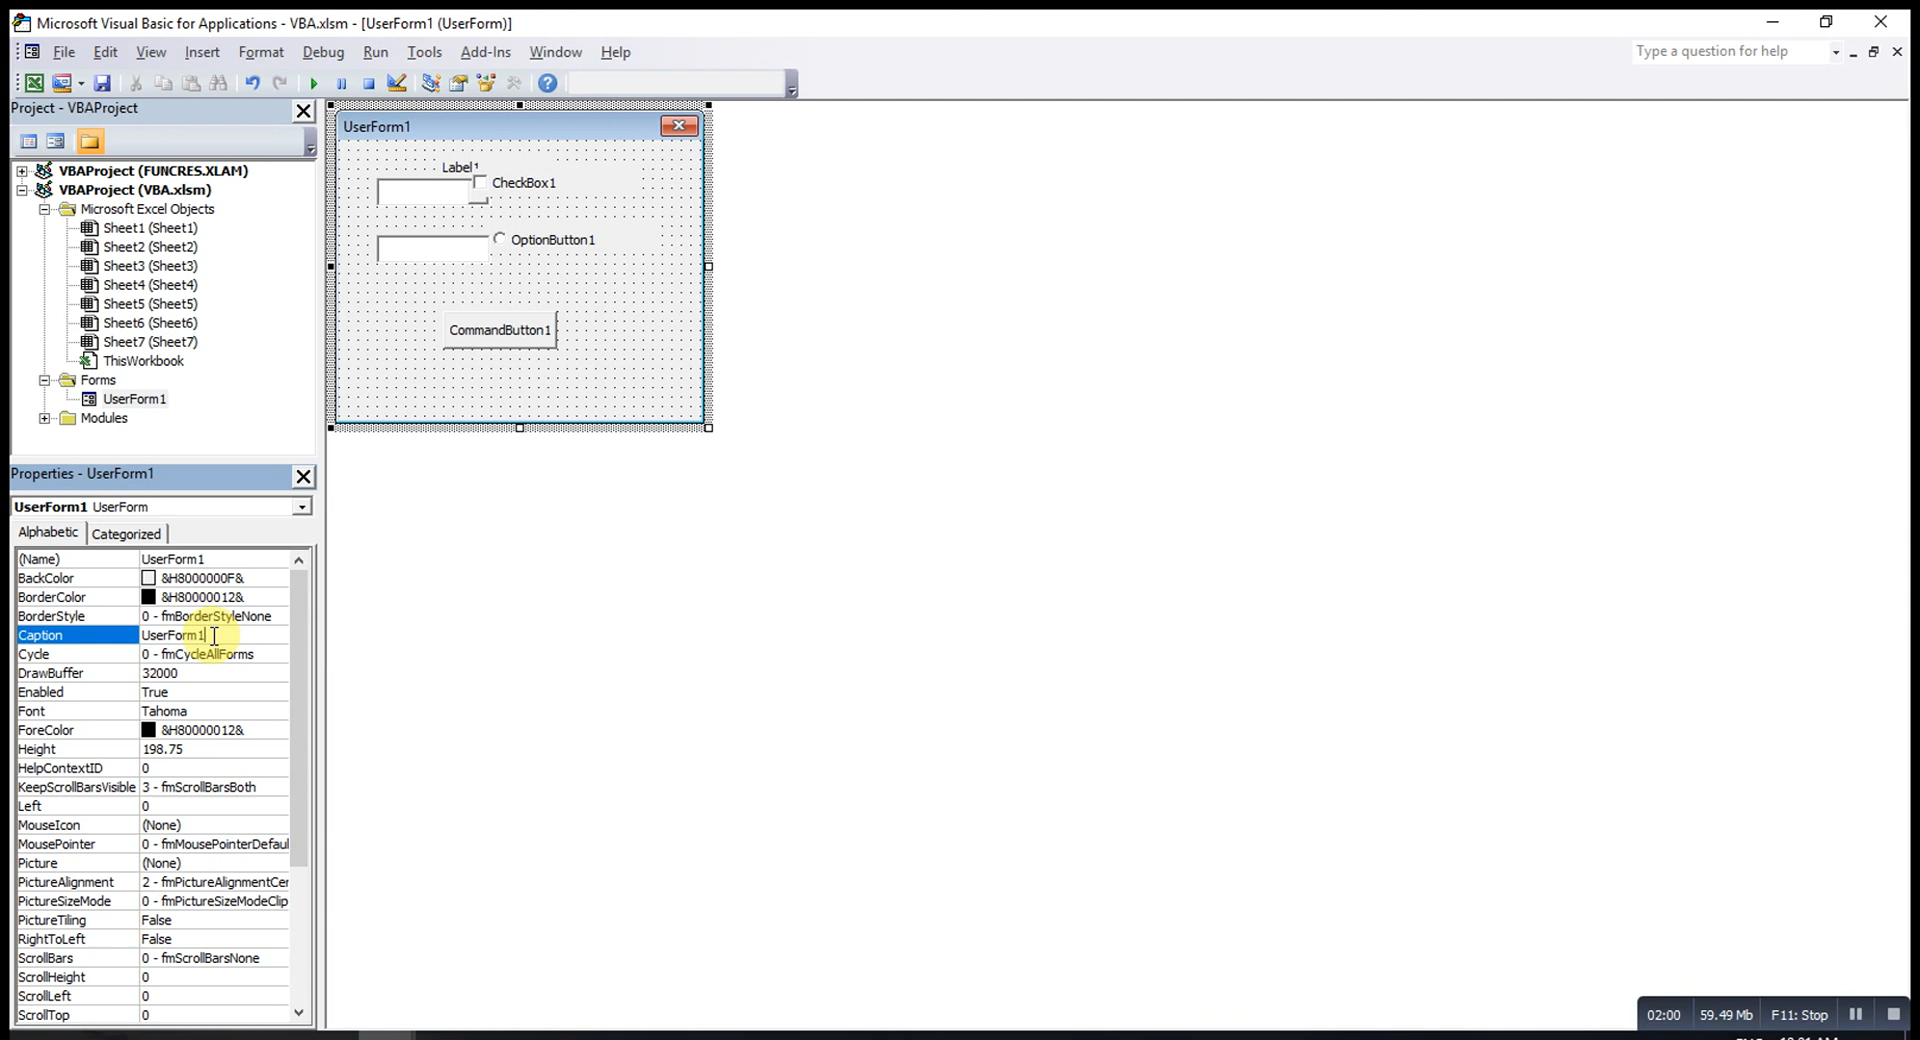 Microsoft Visual Basic for Applications - VBA.xlsm - [UserForm1 (UserForm)]
File Edit View Insert Format Debug Run Tools Add-Ins Window Help
Type a question for help
Project - VBAProject
VBAProject (FUNCRES.XLAM)
VBAProject (VBA.xlsm)
Microsoft Excel Objects
Sheet1 (Sheet1)
Sheet2 (Sheet2)
Sheet3 (Sheet3)
Sheet4 (Sheet4)
Sheet5 (Sheet5)
Sheet6 (Sheet6)
Sheet7 (Sheet7)
ThisWorkbook
Forms
UserForm1
Modules
UserForm1
Label1
CheckBox1
OptionButton1
CommandButton1
Properties - UserForm1
UserForm1 UserForm
Alphabetic Categorized
(Name) UserForm1
BackColor &H8000000F&
BorderColor &H80000012&
BorderStyle 0 - fmBorderStyleNone
Caption UserForm1
Cycle 0 - fmCycleAllForms
DrawBuffer 32000
Enabled True
Font Tahoma
ForeColor &H80000012&
Height 198.75
HelpContextID 0
KeepScrollBarsVisible 3 - fmScrollBarsBoth
Left 0
MouseIcon (None)
MousePointer 0 - fmMousePointerDefaul
Picture (None)
PictureAlignment 2 - fmPictureAlignmentCer
PictureSizeMode 0 - fmPictureSizeModeClip
PictureTiling False
RightToLeft False
ScrollBars 0 - fmScrollBarsNone
ScrollHeight 0
ScrollLeft 0
ScrollTop 0
02:00 59.49 Mb F11: Stop